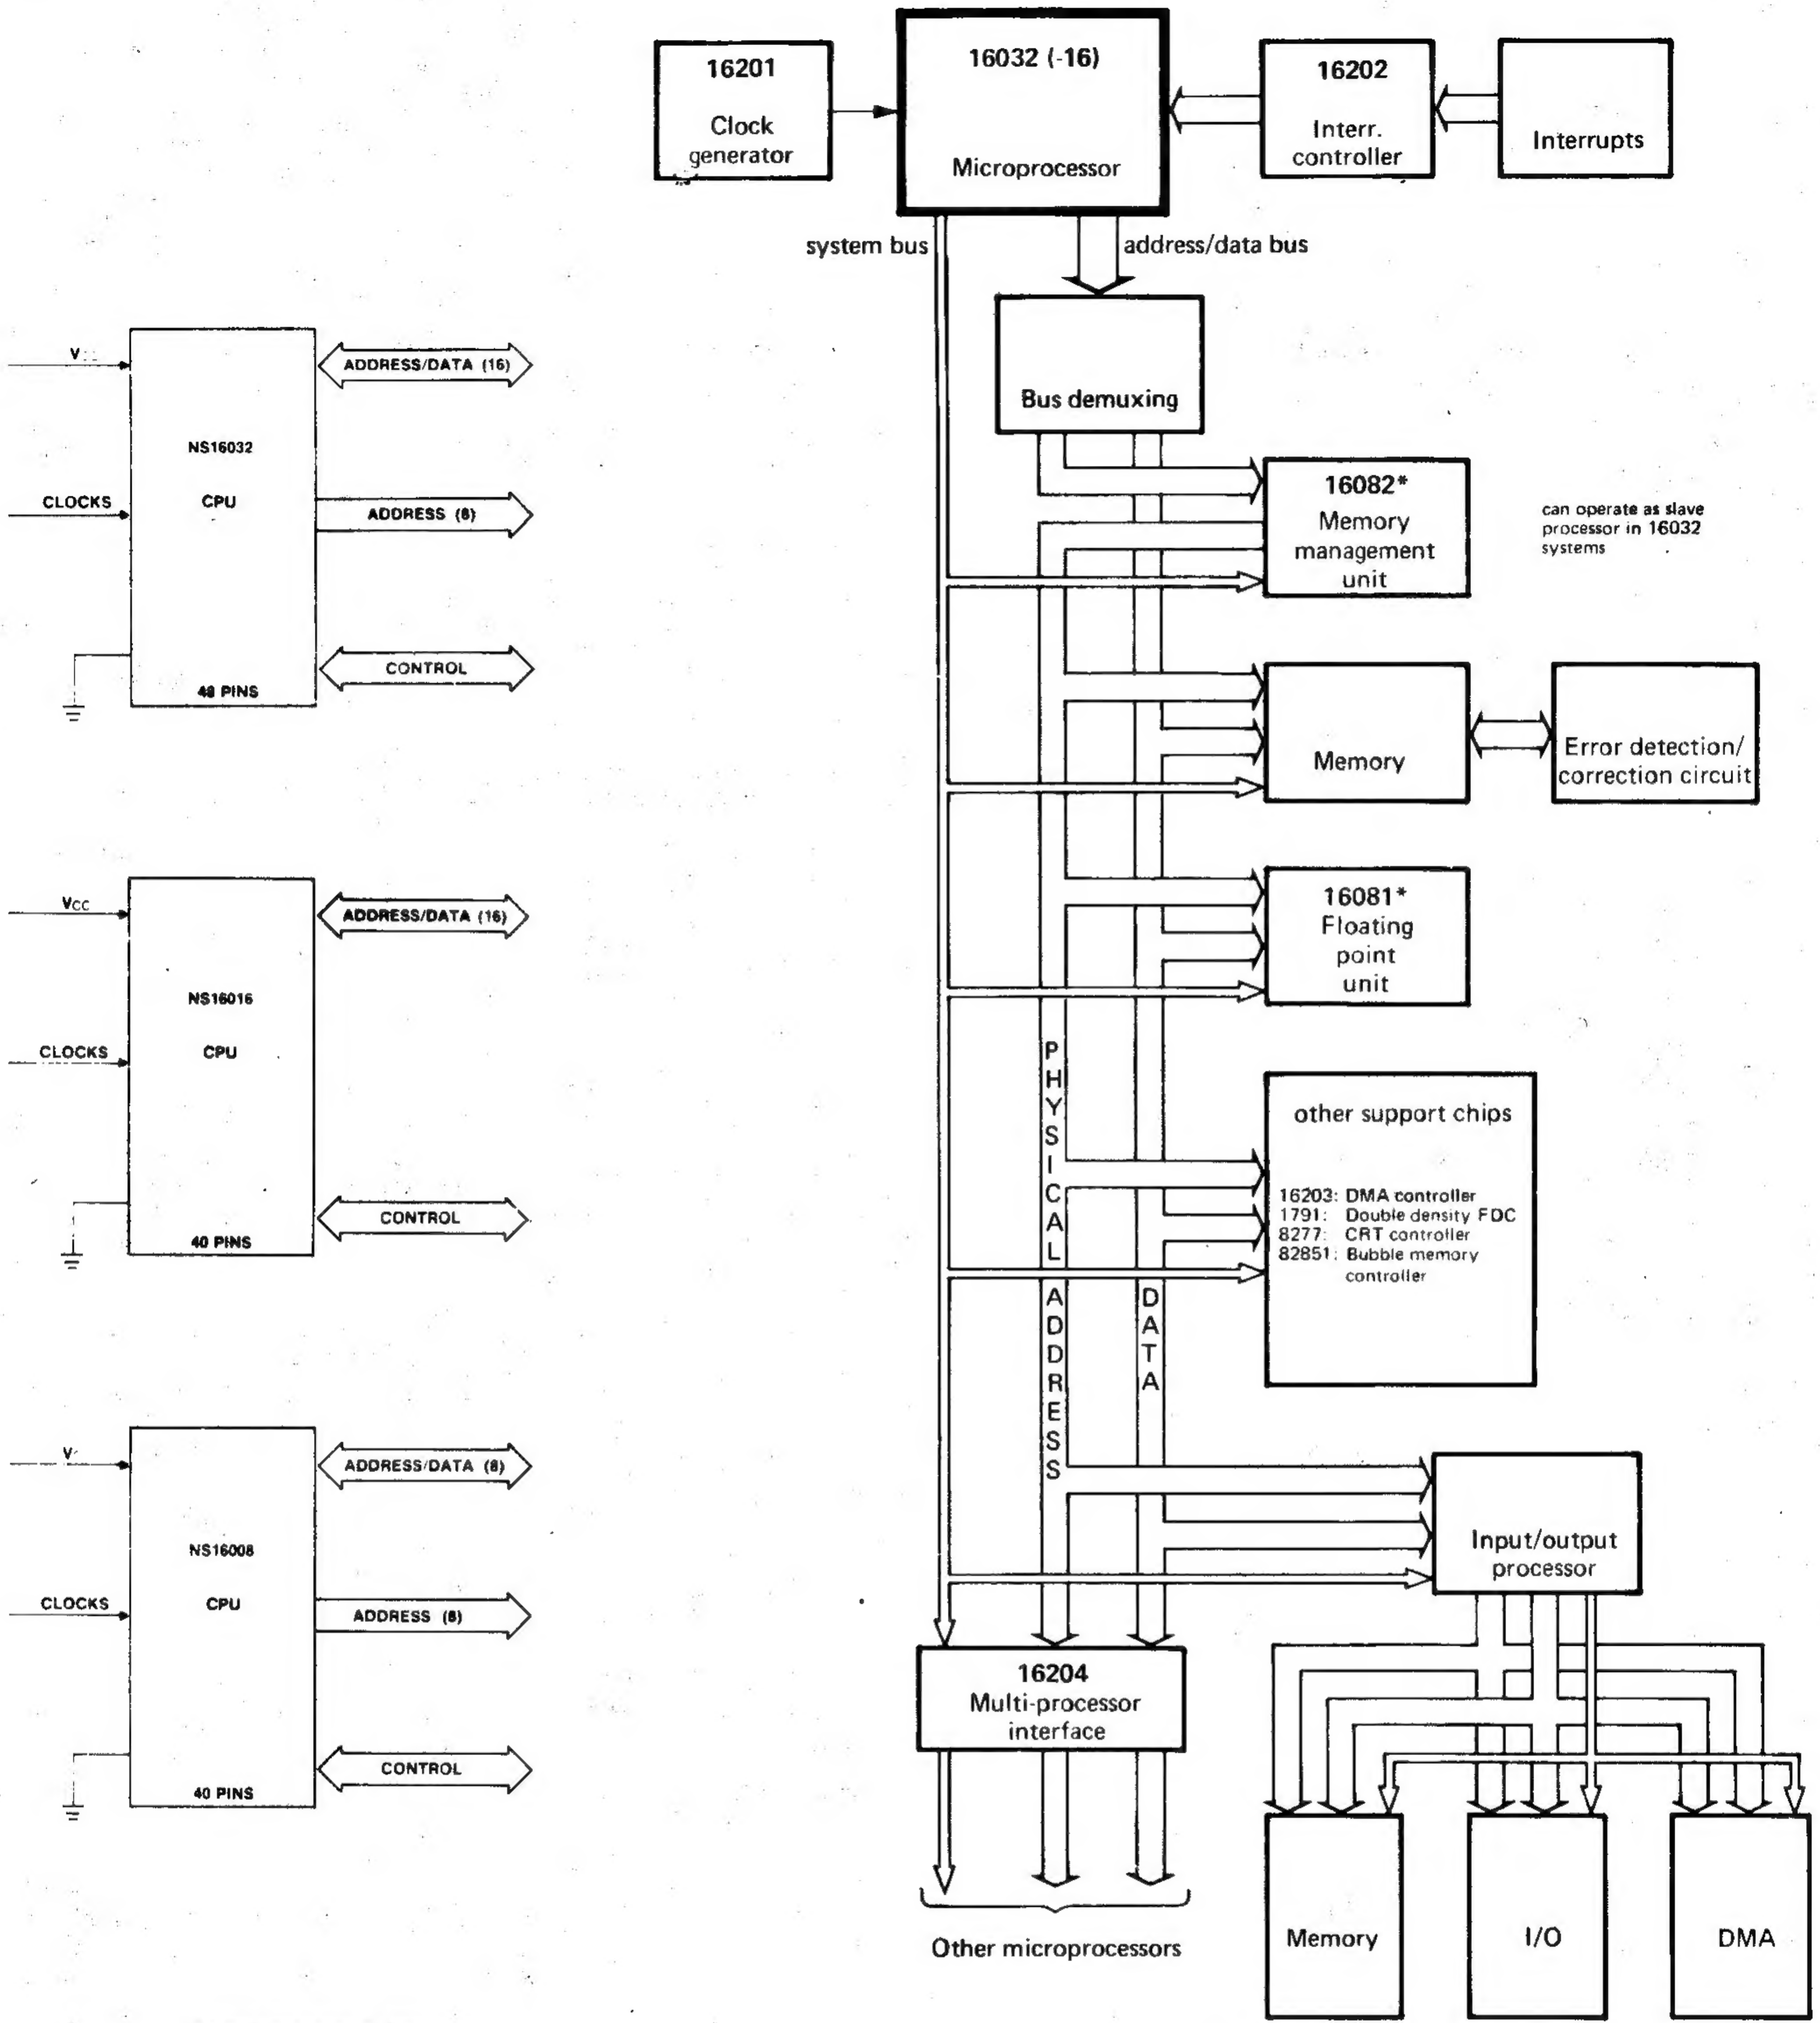 16201
Clock
generator
16032 (-16)
Microprocessor
16202
Interr.
controller
Interrupts
system bus
address/data bus
Bus demuxing
16082*
Memory
management
unit
can operate as slave
processor in 16032
systems
Memory
Error detection/
correction circuit
16081*
Floating
point
unit
PHYSICAL ADDRESS
DATA
other support chips
16203: DMA controller
1791: Double density FDC
8277: CRT controller
82851: Bubble memory
controller
Input/output
processor
16204
Multi-processor
interface
Other microprocessors
Memory
I/O
DMA
V
ADDRESS/DATA (16)
NS16032
CLOCKS
CPU
ADDRESS (8)
CONTROL
48 PINS
VCC
ADDRESS/DATA (16)
NS16016
CLOCKS
CPU
CONTROL
40 PINS
V
ADDRESS/DATA (8)
NS16008
CLOCKS
CPU
ADDRESS (8)
CONTROL
40 PINS